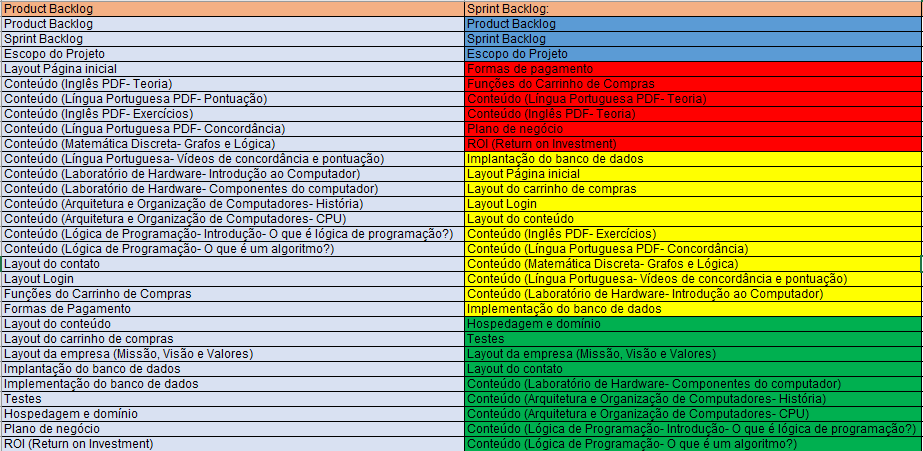 Product Backlog
Product Backlog
Sprint Backlog
Escopo do Projeto
Layout Página inicial
Conteúdo (Inglês PDF- Teoria)
Conteúdo (Língua Portuguesa PDF- Pontuação)
Conteúdo (Inglês PDF- Exercícios)
Conteúdo (Língua Portuguesa PDF- Concordância)
Conteúdo (Matemática Discreta- Grafos e Lógica)
Conteúdo (Língua Portuguesa- Vídeos de concordância e pontuação)
Conteúdo (Laboratório de Hardware- Introdução ao Computador)
Conteúdo (Laboratório de Hardware- Componentes do computador)
Conteúdo (Arquitetura e Organização de Computadores- História)
Conteúdo (Arquitetura e Organização de Computadores- CPU)
Conteúdo (Lógica de Programação- Introdução- O que é lógica de programação?)
Conteúdo (Lógica de Programação- O que é um algoritmo?)
Layout do contato
Layout Login
Funções do Carrinho de Compras
Formas de Pagamento
Layout do conteúdo
Layout do carrinho de compras
Layout da empresa (Missão, Visão e Valores)
Implantação do banco de dados
Implementação do banco de dados
Testes
Hospedagem e domínio
Plano de negócio
ROI (Return on Investment)
Sprint Backlog:
Product Backlog
Sprint Backlog
Escopo do Projeto
Formas de pagamento
Funções do Carrinho de Compras
Conteúdo (Língua Portuguesa PDF- Teoria)
Conteúdo (Inglês PDF- Teoria)
Plano de negócio
ROI (Return on Investment)
Implantação do banco de dados
Layout Página inicial
Layout do carrinho de compras
Layout Login
Layout do conteúdo
Conteúdo (Inglês PDF- Exercícios)
Conteúdo (Língua Portuguesa PDF- Concordância)
Conteúdo (Matemática Discreta- Grafos e Lógica)
Conteúdo (Língua Portuguesa- Vídeos de concordância e pontuação)
Conteúdo (Laboratório de Hardware- Introdução ao Computador)
Implementação do banco de dados
Hospedagem e domínio
Testes
Layout da empresa (Missão, Visão e Valores)
Layout do contato
Conteúdo (Laboratório de Hardware- Componentes do computador)
Conteúdo (Arquitetura e Organização de Computadores- História)
Conteúdo (Arquitetura e Organização de Computadores- CPU)
Conteúdo (Lógica de Programação- Introdução- O que é lógica de programação?)
Conteúdo (Lógica de Programação- O que é um algoritmo?)